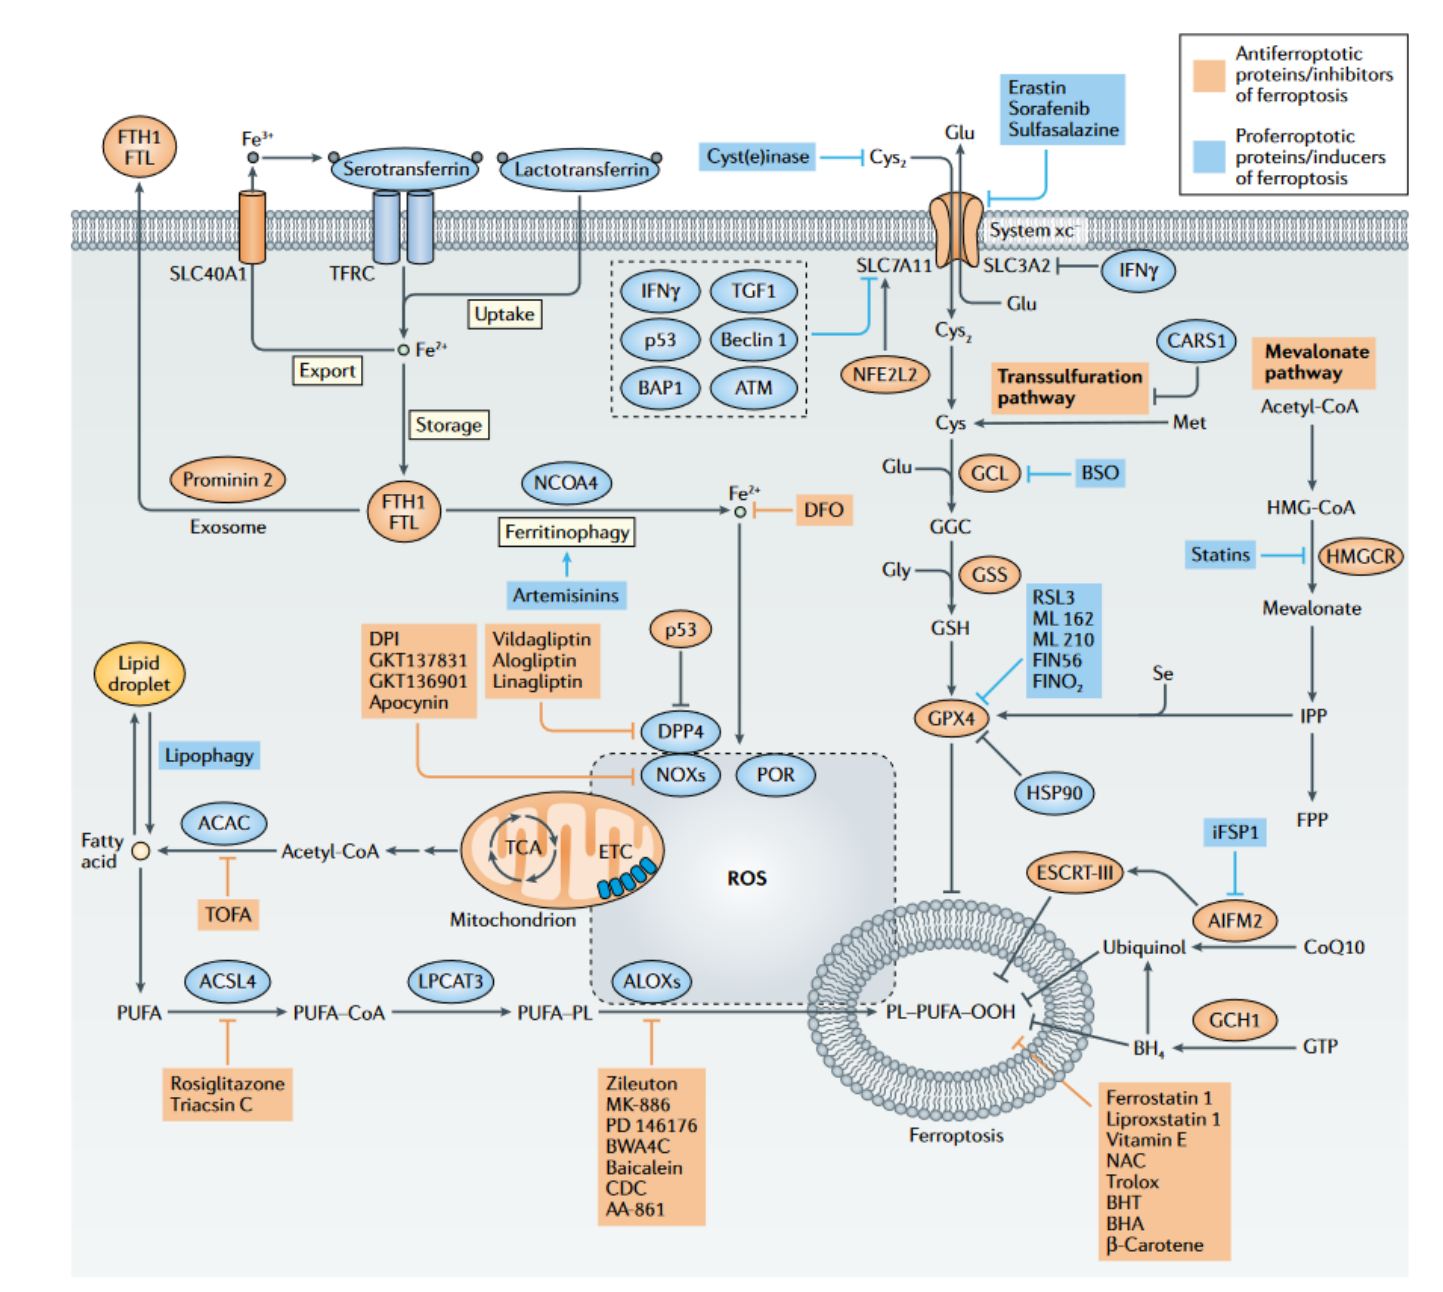 Antiferroptotic
proteins/inhibitors
of ferroptosis
Proferroptotic
proteins/inducers
of ferroptosis
Erastin
Sorafenib
Sulfasalazine
FTH1
FTL
Fe³⁺
Serotransferrin
Lactotransferrin
Cyst(e)inase
Cys₂
Glu
System xc⁻
SLC40A1
TFRC
SLC7A11
SLC3A2
IFNγ
IFNγ
TGF1
p53
Beclin 1
BAP1
ATM
Glu
Uptake
Cys₂
Fe²⁺
Export
NFE2L2
CARS1
Transsulfuration
pathway
Mevalonate
pathway
Acetyl-CoA
Storage
Cys
Met
Prominin 2
Exosome
FTH1
FTL
NCOA4
Ferritinophagy
Artemisinins
Fe²⁺
DFO
Glu
GCL
BSO
GGC
HMG-CoA
Gly
GSS
Statins
HMGCR
Mevalonate
GSH
RSL3
ML 162
ML 210
FIN56
FINO₂
DPI
GKT137831
GKT136901
Apocynin
Vildagliptin
Alogliptin
Linagliptin
p53
Lipid
droplet
Lipophagy
DPP4
NOXs
POR
GPX4
Se
IPP
HSP90
FPP
ACAC
Fatty
acid
Acetyl-CoA
TCA
ETC
Mitochondrion
ROS
TOFA
iFSP1
ESCRT-III
AIFM2
Ubiquinol
CoQ10
ACSL4
LPCAT3
ALOXs
PUFA
PUFA–CoA
PUFA–PL
PL–PUFA–OOH
GCH1
BH₄
GTP
Rosiglitazone
Triacsin C
Zileuton
MK-886
PD 146176
BWA4C
Baicalein
CDC
AA-861
Ferroptosis
Ferrostatin 1
Liproxstatin 1
Vitamin E
NAC
Trolox
BHT
BHA
β-Carotene